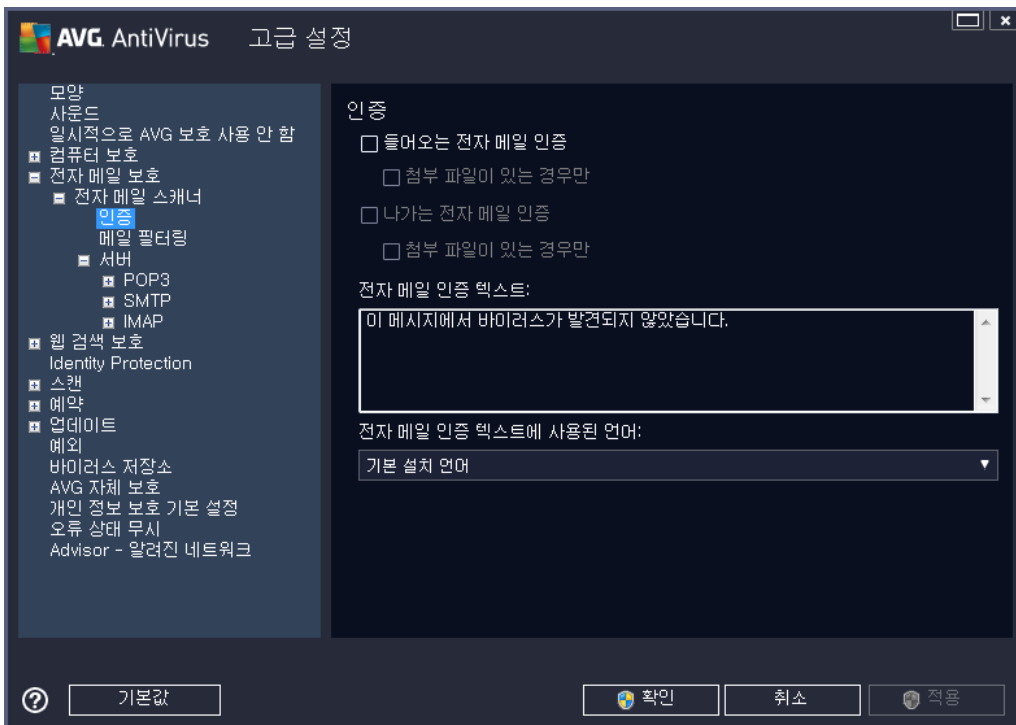 AVG AntiVirus 고급 설정
모양
사운드
일시적으로 AVG 보호 사용 안 함
컴퓨터 보호
전자 메일 보호
전자 메일 스캐너
인증
메일 필터링
서버
POP3
SMTP
IMAP
웹 검색 보호
Identity Protection
스캔
예약
업데이트
예외
바이러스 저장소
AVG 자체 보호
개인 정보 보호 기본 설정
오류 상태 무시
Advisor - 알려진 네트워크
인증
들어오는 전자 메일 인증
첨부 파일이 있는 경우만
나가는 전자 메일 인증
첨부 파일이 있는 경우만
전자 메일 인증 텍스트:
이 메시지에서 바이러스가 발견되지 않았습니다.
전자 메일 인증 텍스트에 사용된 언어:
기본 설치 언어
기본값
확인
취소
적용